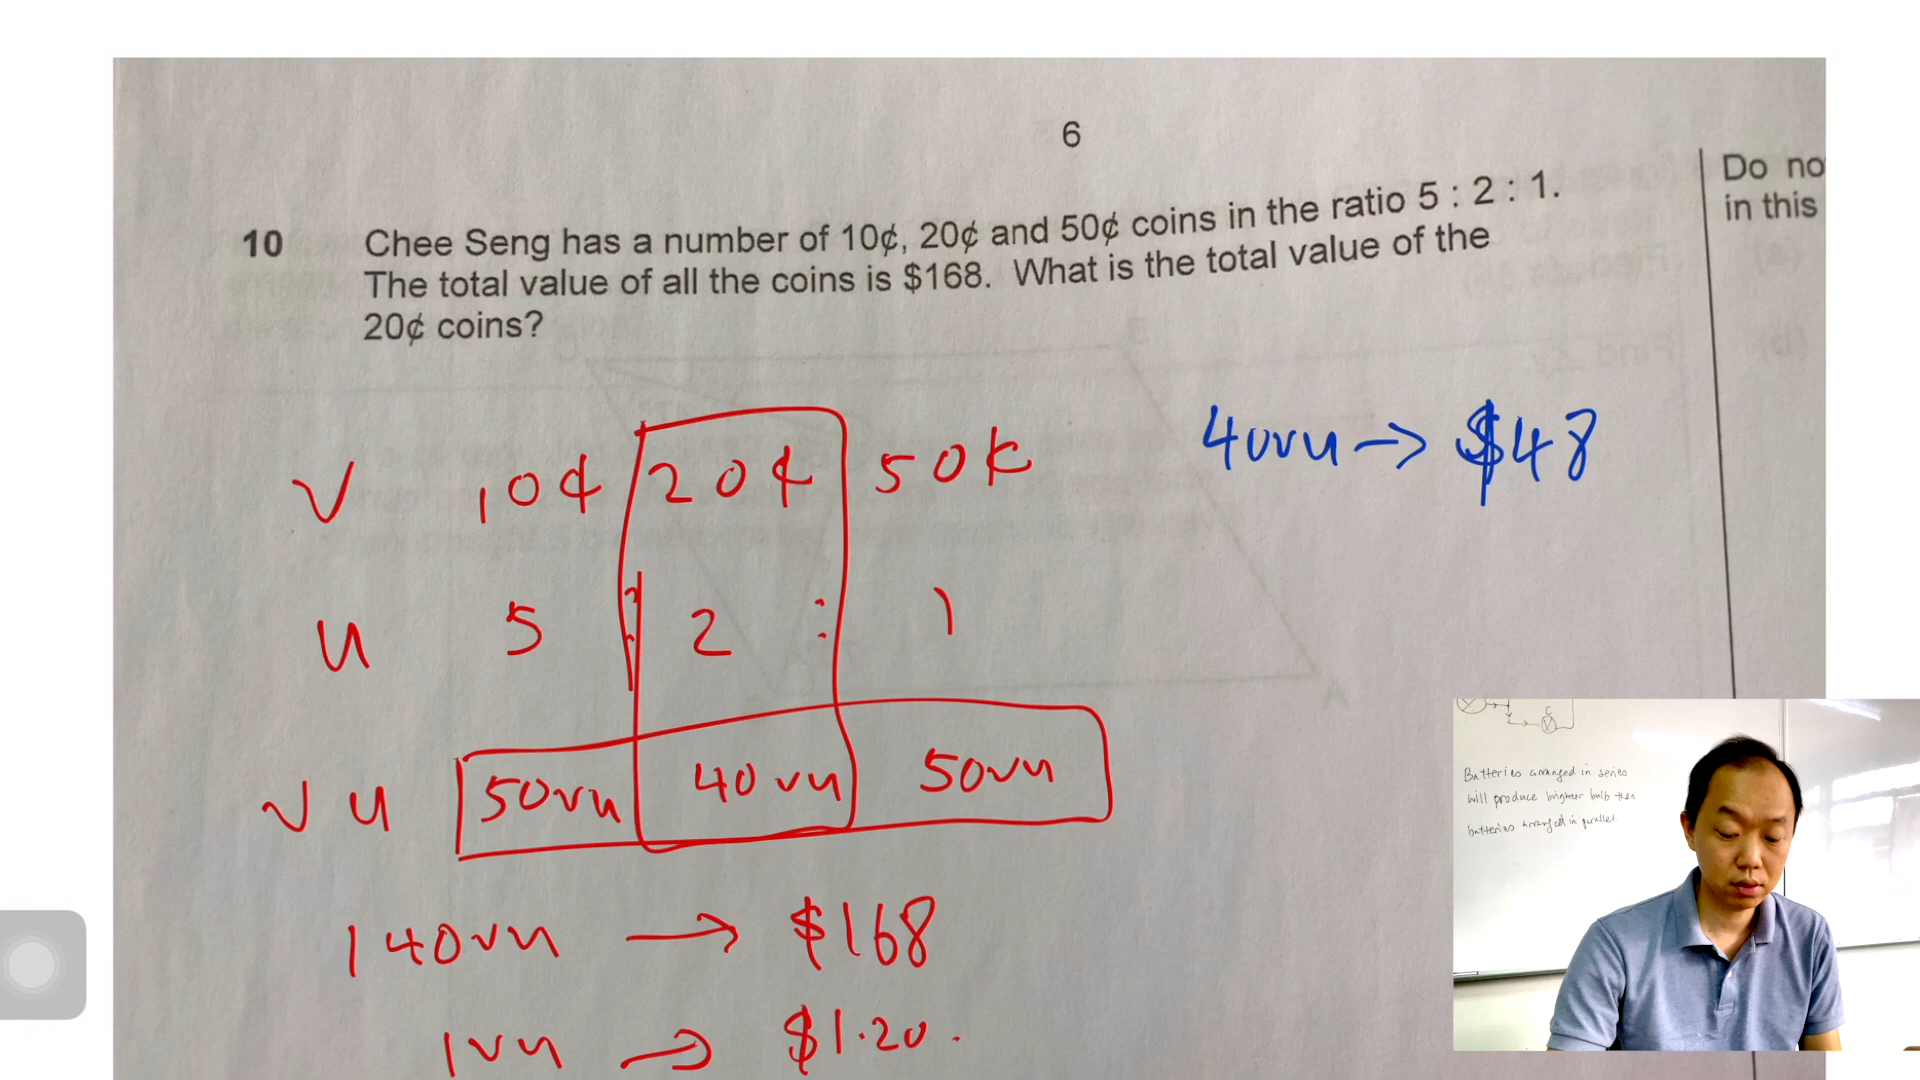 6
Do no
in this
10 Chee Seng has a number of 10¢, 20¢ and 50¢ coins in the ratio 5 : 2 : 1.
The total value of all the coins is $168. What is the total value of the
20¢ coins?
V 10¢ 20¢ 50¢
u 5 : 2 : 1
Vu 50vu 40vu 50vu
140vu → $168
1vu → $1.20.
40vu → $48
C
Batteries arranged in series
will produce brighter bulb then
batteries arranged in parallel.